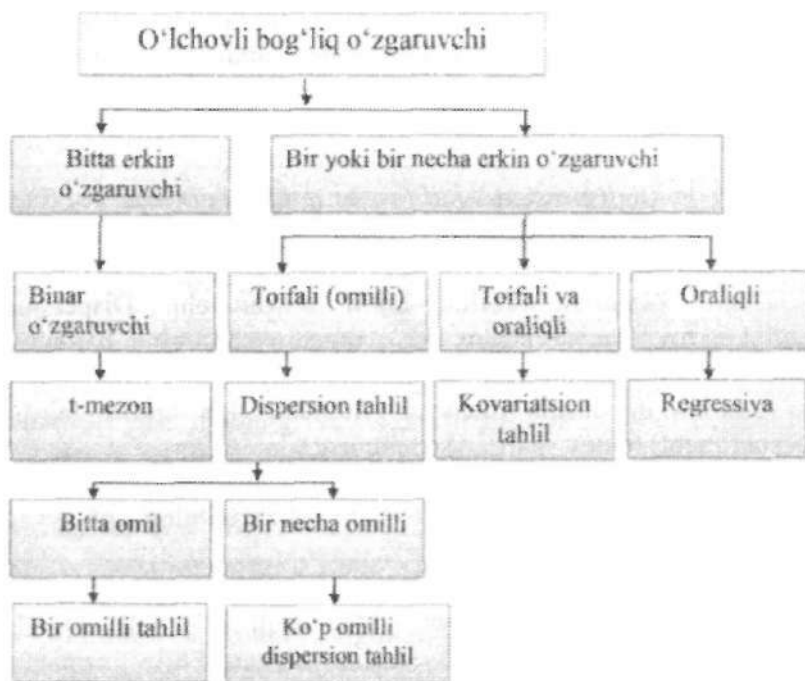 O‘lchovli bog‘liq o‘zgaruvchi
Bitta erkin
o‘zgaruvchi
Bir yoki bir necha erkin o‘zgaruvchi
Binar
o‘zgaruvchi
Toifali (omilli)
Toifali va
oraliqli
Oraliqli
t-mezon
Dispersion tahlil
Kovariatsion
tahlil
Regressiya
Bitta omil
Bir necha omilli
Bir omilli tahlil
Ko‘p omilli
dispersion tahlil